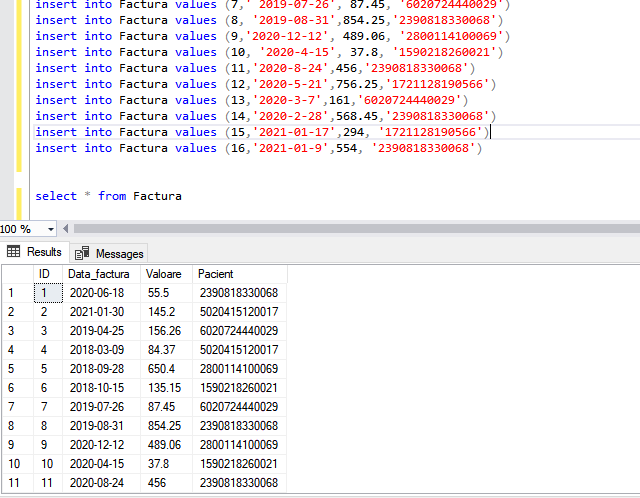 insert into Factura values (7,' 2019-07-26', 87.45, '6020724440029')
insert into Factura values (8, '2019-08-31',854.25,'2390818330068')
insert into Factura values (9,'2020-12-12', 489.06, '2800114100069')
insert into Factura values (10, '2020-4-15', 37.8, '1590218260021')
insert into Factura values (11,'2020-8-24',456,'2390818330068')
insert into Factura values (12,'2020-5-21',756.25,'1721128190566')
insert into Factura values (13,'2020-3-7',161,'6020724440029')
insert into Factura values (14,'2020-2-28',568.45,'2390818330068')
insert into Factura values (15,'2021-01-17',294, '1721128190566')
insert into Factura values (16,'2021-01-9',554, '2390818330068')
select * from Factura
100 %
Results Messages
ID Data_factura Valoare Pacient
1 1 2020-06-18 55.5 2390818330068
2 2 2021-01-30 145.2 5020415120017
3 3 2019-04-25 156.26 6020724440029
4 4 2018-03-09 84.37 5020415120017
5 5 2018-09-28 650.4 2800114100069
6 6 2018-10-15 135.15 1590218260021
7 7 2019-07-26 87.45 6020724440029
8 8 2019-08-31 854.25 2390818330068
9 9 2020-12-12 489.06 2800114100069
10 10 2020-04-15 37.8 1590218260021
11 11 2020-08-24 456 2390818330068